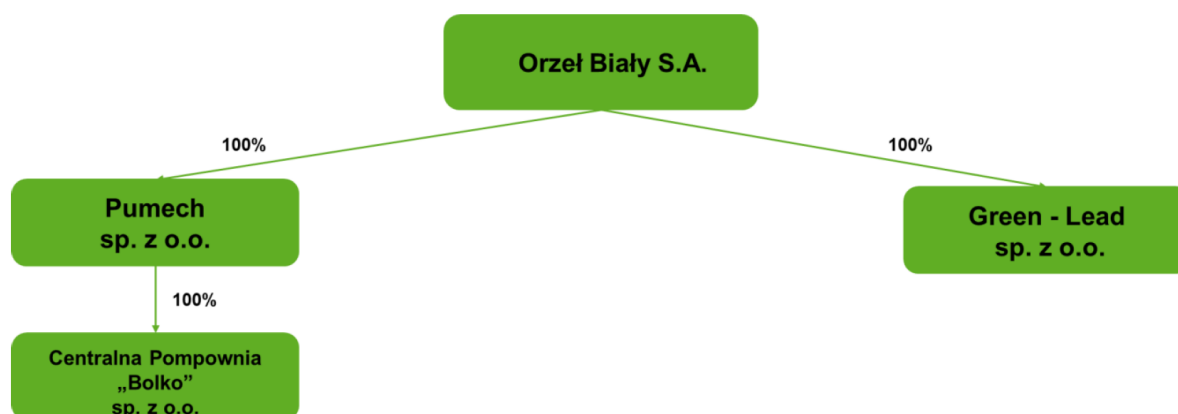 Orzeł Biały S.A.
100%
100%
Pumech
sp. z o.o.
Green - Lead
sp. z o.o.
100%
Centralna Pompownia
„Bolko”
sp. z o.o.